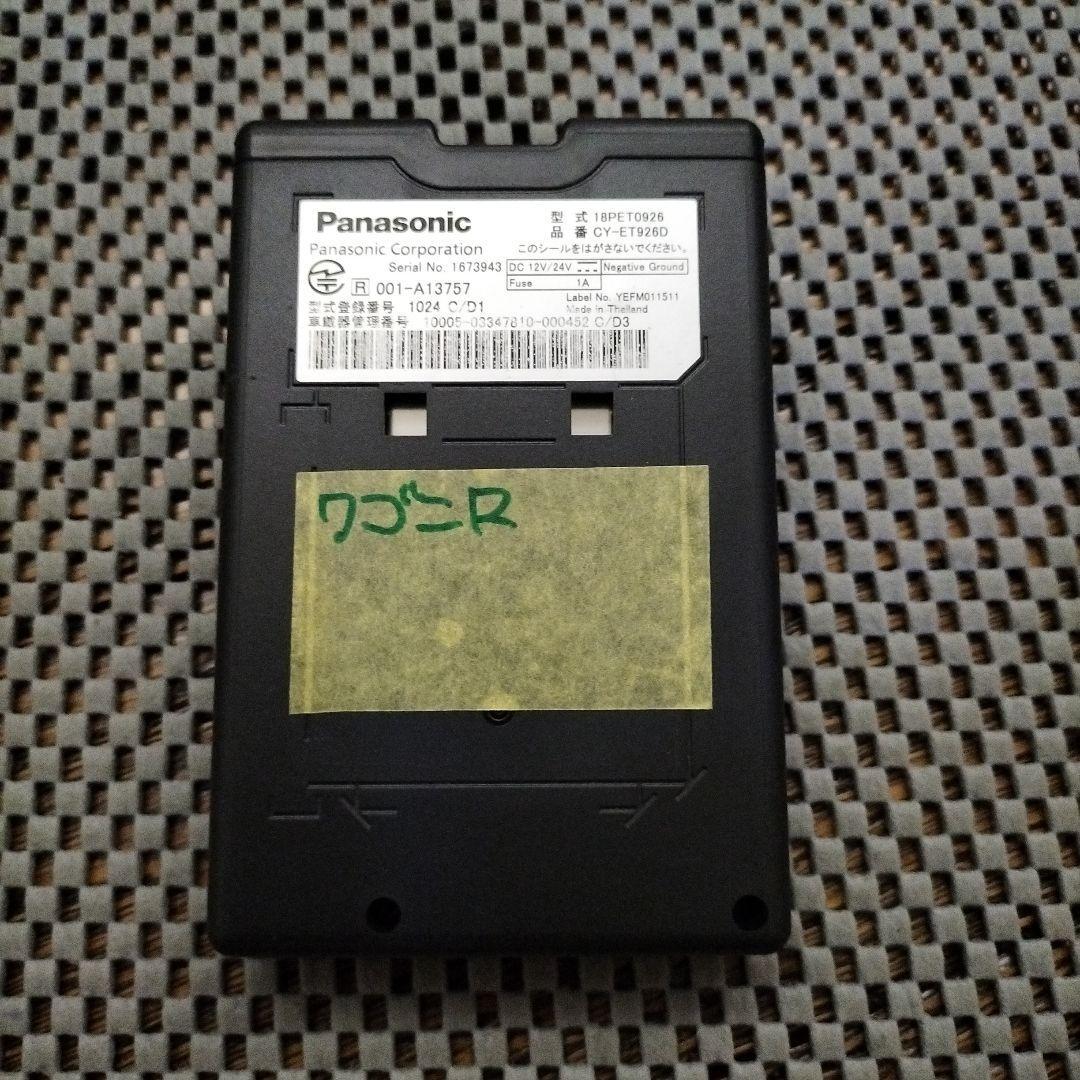 Panasonic
Panasonic Corporation
型式 18PET0926
品番 CY-ET926D
このシールをはがさないでください。
Serial No. 1673943
DC 12V/24V
Negative Ground
Fuse 1A
R 001-A13757
Label No. YEFM011511
Made in Thailand
型式登録番号 1024 C/D1
車載器管理番号 10005-03347810-000452 C/D3
ワゴニR